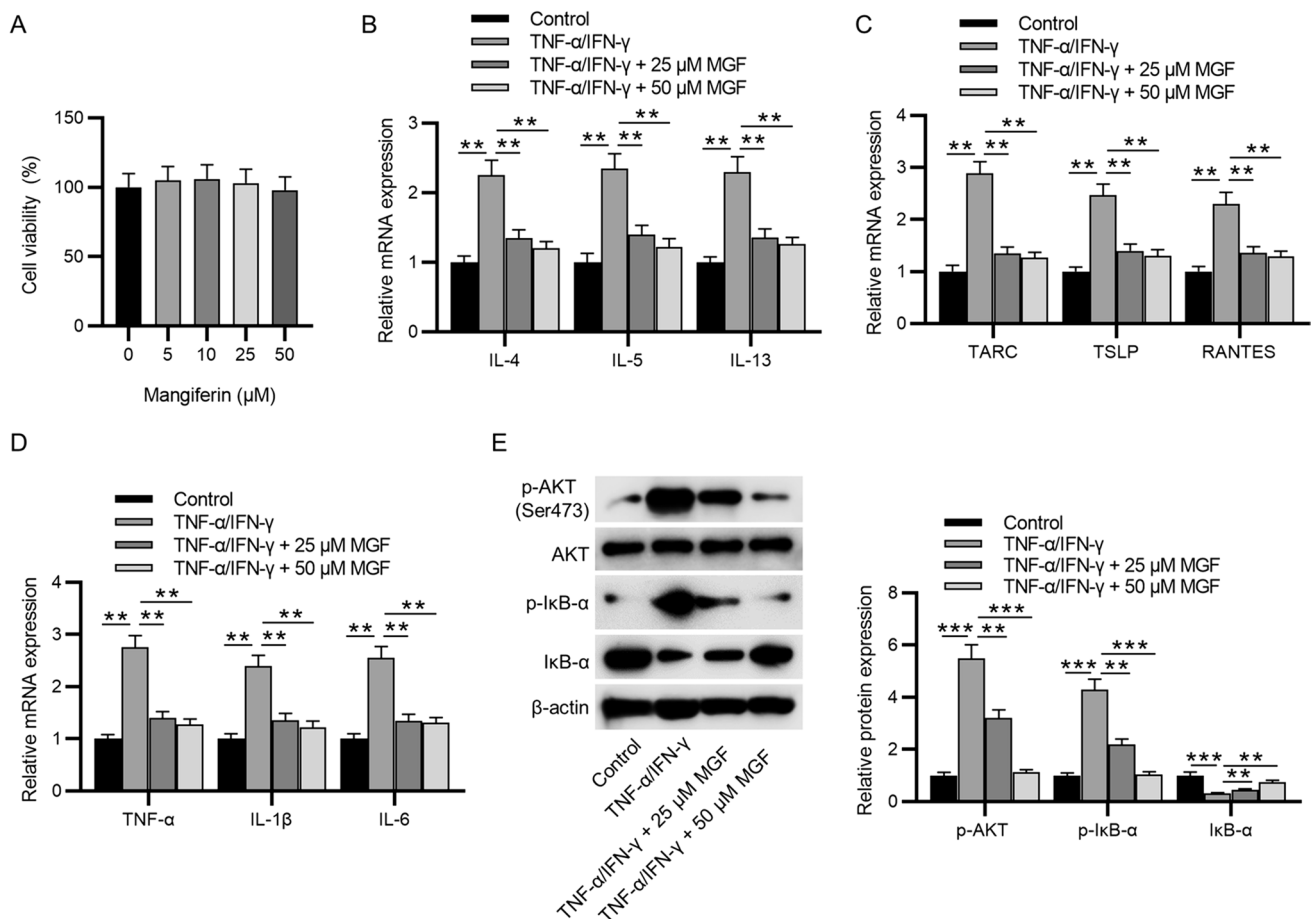 A
Cell viability (%)
150
100
50
0
0 5 10 25 50
Mangiferin (μM)
B
Control
TNF-α/IFN-γ
TNF-α/IFN-γ + 25 μM MGF
TNF-α/IFN-γ + 50 μM MGF
Relative mRNA expression
3
2
1
0
** ** **
** ** **
** ** **
IL-4 IL-5 IL-13
C
Control
TNF-α/IFN-γ
TNF-α/IFN-γ + 25 μM MGF
TNF-α/IFN-γ + 50 μM MGF
Relative mRNA expression
4
3
2
1
0
** ** **
** ** **
** ** **
TARC TSLP RANTES
D
Control
TNF-α/IFN-γ
TNF-α/IFN-γ + 25 μM MGF
TNF-α/IFN-γ + 50 μM MGF
Relative mRNA expression
4
3
2
1
0
** ** **
** ** **
** ** **
TNF-α IL-1β IL-6
E
p-AKT
(Ser473)
AKT
p-IκB-α
IκB-α
β-actin
Control
TNF-α/IFN-γ
TNF-α/IFN-γ + 25 μM MGF
TNF-α/IFN-γ + 50 μM MGF
Control
TNF-α/IFN-γ
TNF-α/IFN-γ + 25 μM MGF
TNF-α/IFN-γ + 50 μM MGF
Relative protein expression
8
6
4
2
0
*** ** ***
*** ** ***
*** ** **
p-AKT p-IκB-α IκB-α